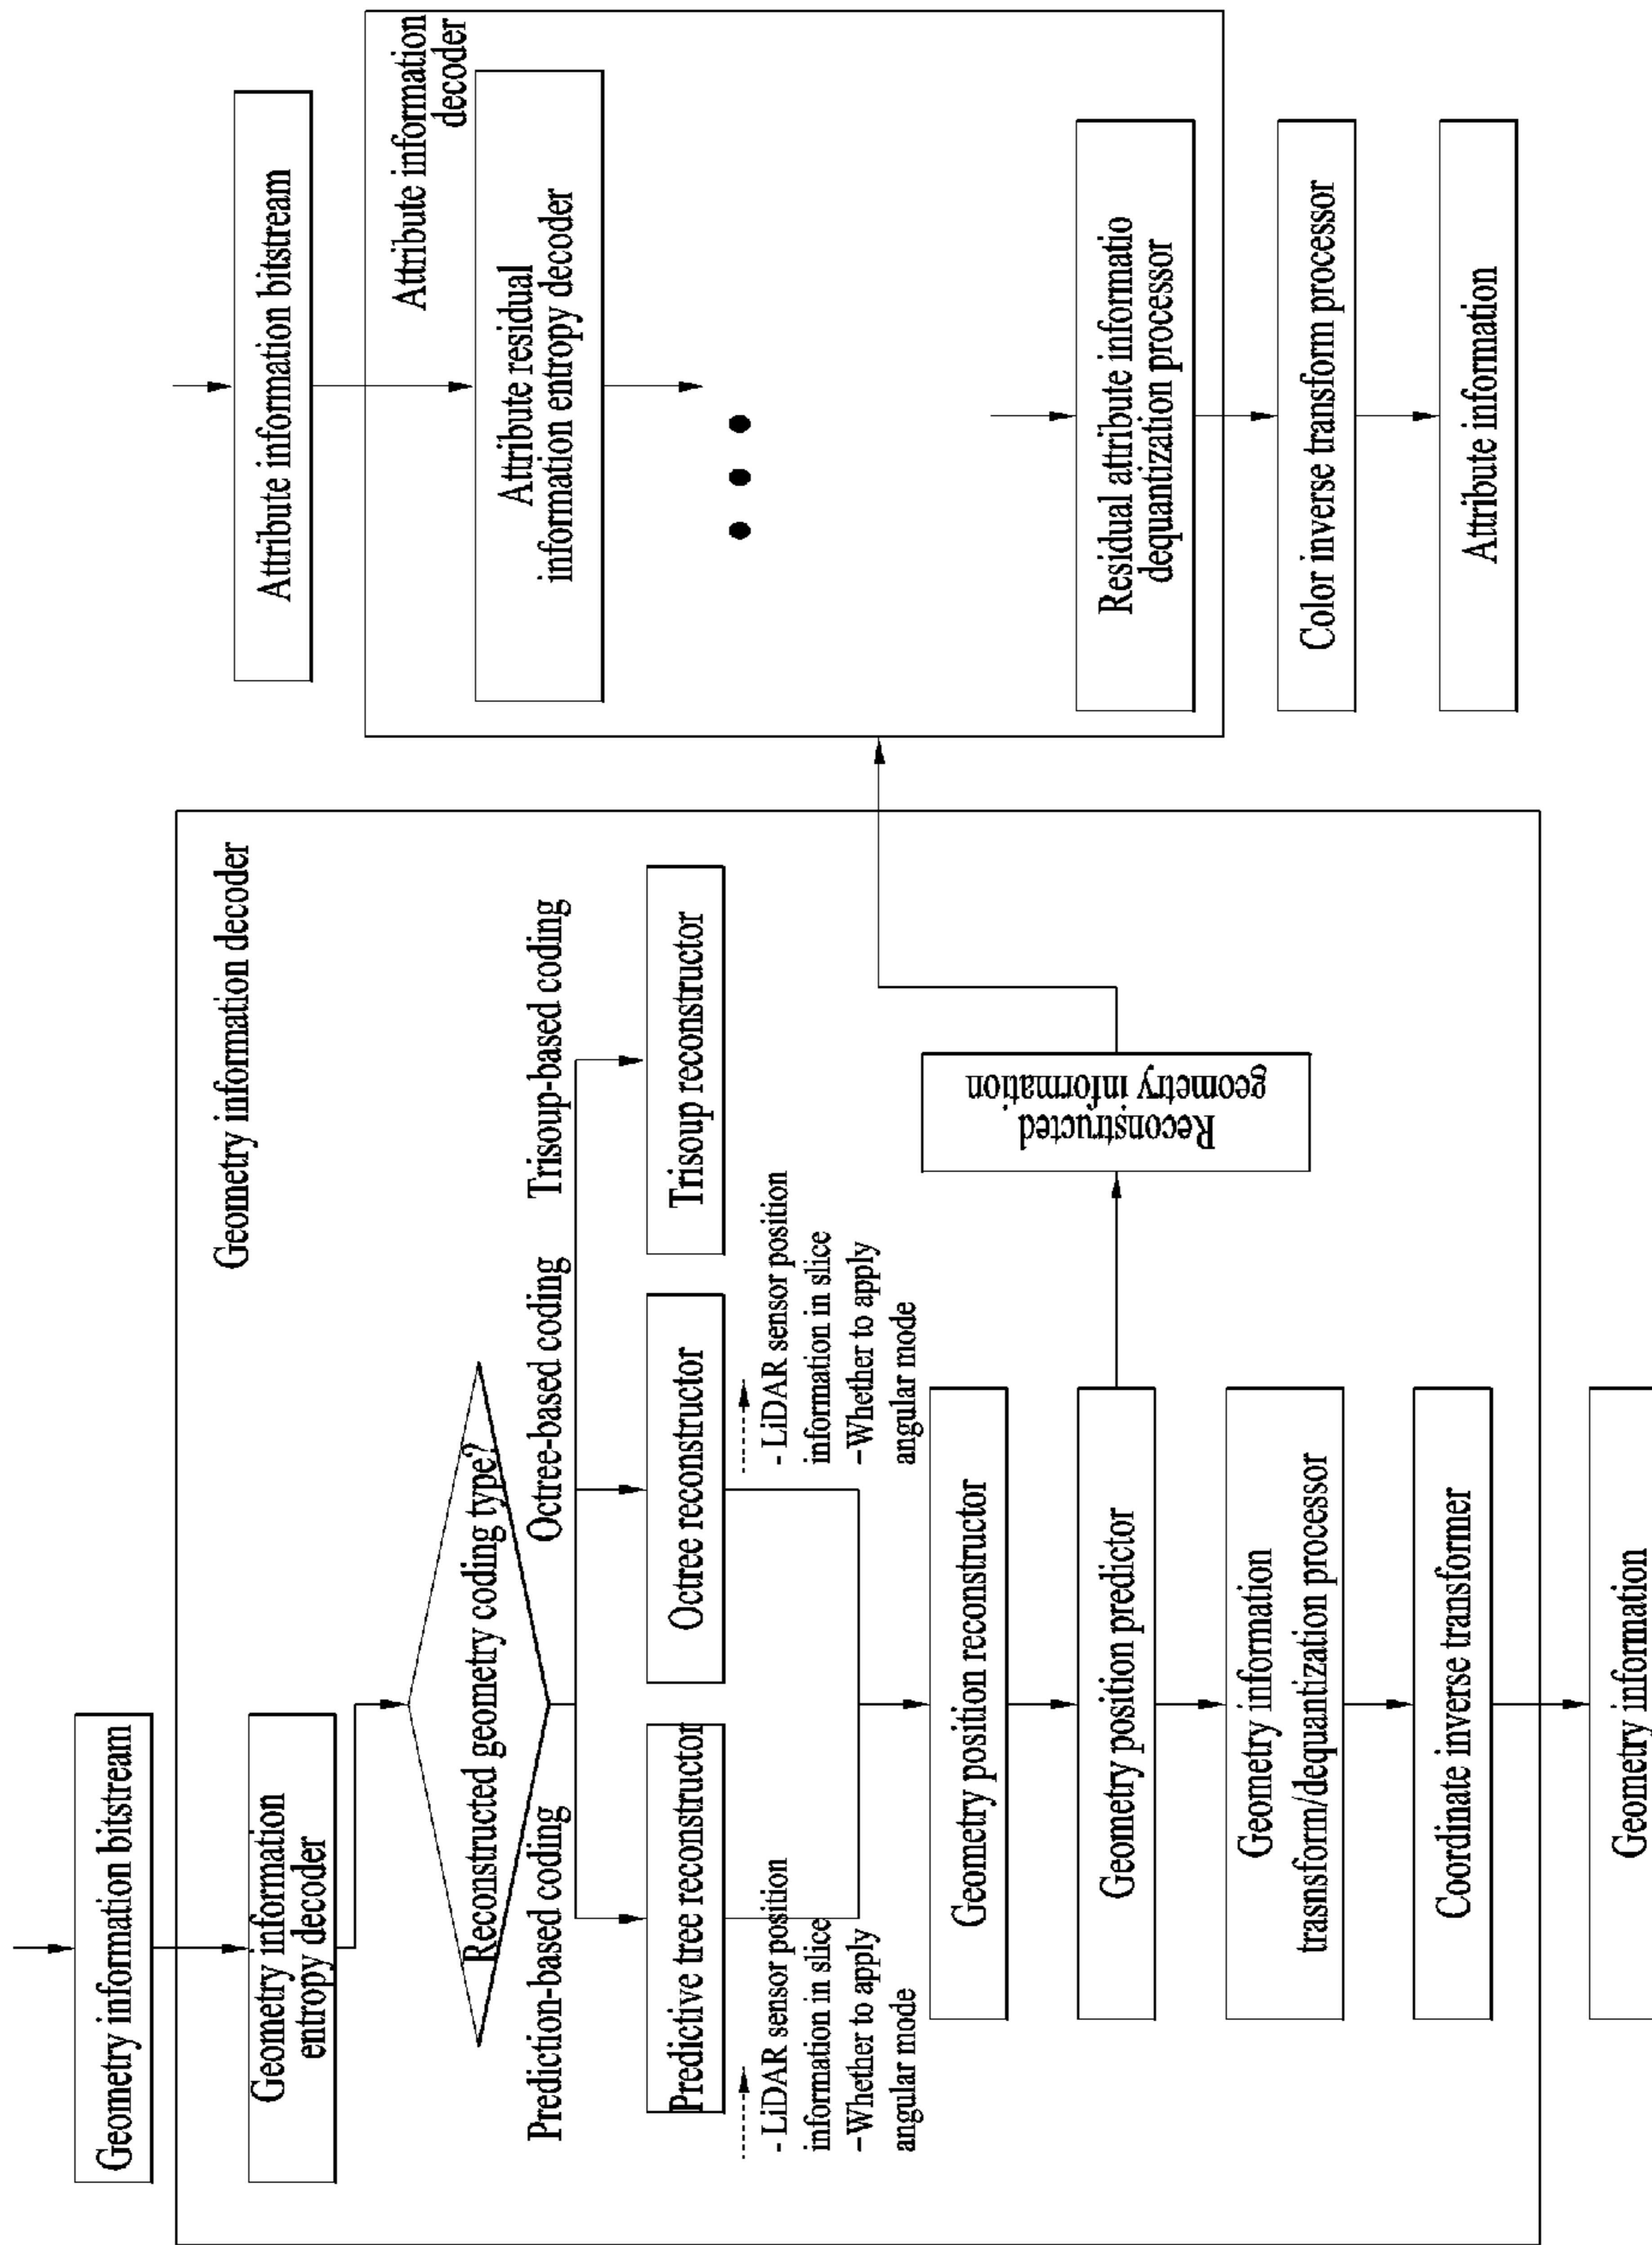 Geometry information bitstream
Geometry information decoder
Geometry information
entropy decoder
Reconstructed geometry coding type?
Prediction-based coding
Octree-based coding
Trisoup-based coding
Predictive tree reconstructor
Octree reconstructor
Trisoup reconstructor
- LiDAR sensor position
information in slice
-Whether to apply
angular mode
- LiDAR sensor position
information in slice
-Whether to apply
angular mode
Geometry position reconstructor
Geometry position predictor
Reconstructed
geometry information
Geometry information
transform/dequantization processor
Coordinate inverse transformer
Geometry information
Attribute information bitstream
Attribute information
decoder
Attribute residual
information entropy decoder
Residual attribute informatio
dequantization processor
Color inverse transform processor
Attribute information